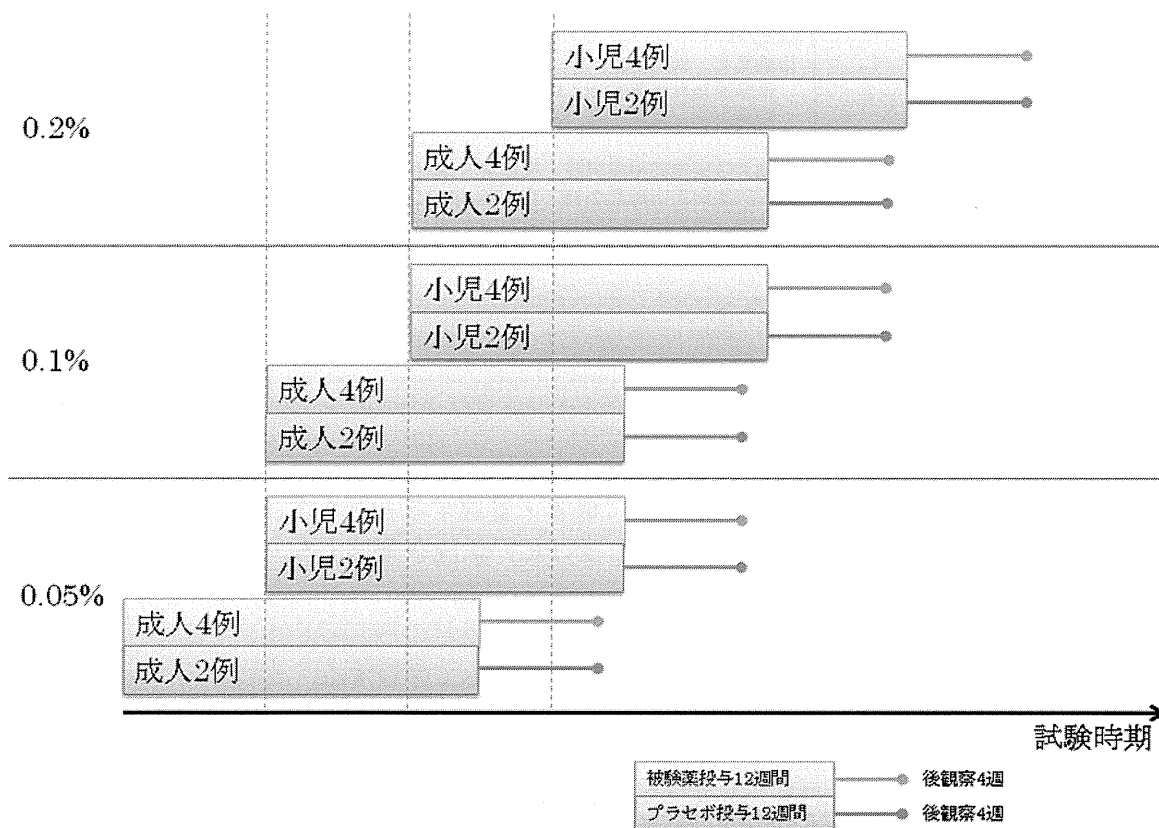 小児4例
小児2例
0.2%
成人4例
成人2例
小児4例
小児2例
0.1%
成人4例
成人2例
小児4例
小児2例
0.05%
成人4例
成人2例
試験時期
被験薬投与12週間 後観察4週
プラセボ投与12週間 後観察4週